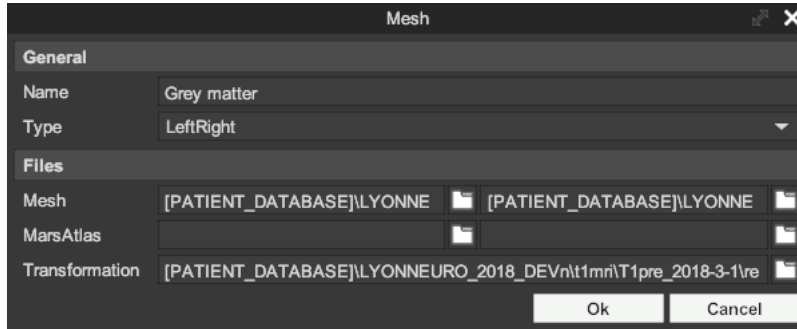 Mesh
General
Name Grey matter
Type LeftRight
Files
Mesh [PATIENT_DATABASE]\LYONNE [PATIENT_DATABASE]\LYONNE
MarsAtlas
Transformation [PATIENT_DATABASE]\LYONNEURO_2018_DEVn\t1mri\T1pre_2018-3-1\re
Ok Cancel